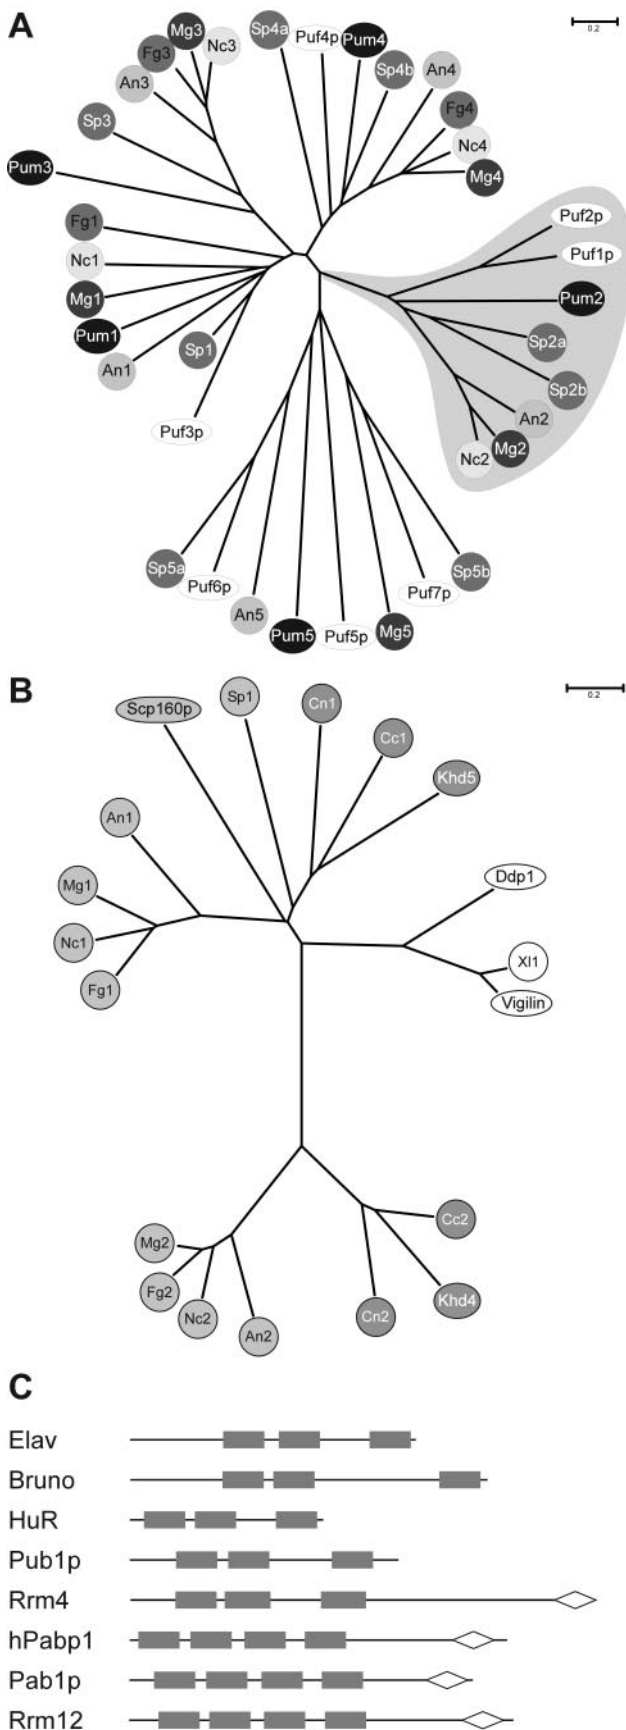 A
0.2
Mg3
Nc3
Sp4a
Puf4p
Pum4
Fg3
Sp4b
An4
An3
Fg4
Sp3
Nc4
Pum3
Mg4
Puf2p
Fg1
Puf1p
Nc1
Mg1
Pum2
Pum1
Sp1
Sp2a
An1
Sp2b
An2
Puf3p
Mg2
Nc2
Sp5a
Sp5b
Puf6p
Puf7p
An5
Pum5
Puf5p
Mg5
B
0.2
Scp160p
Sp1
Cn1
Cc1
Khd5
An1
Ddp1
Mg1
Nc1
Xl1
Fg1
Vigilin
Cc2
Mg2
Fg2
Khd4
Nc2
Cn2
An2
C
Elav
Bruno
HuR
Pub1p
Rrm4
hPabp1
Pab1p
Rrm12